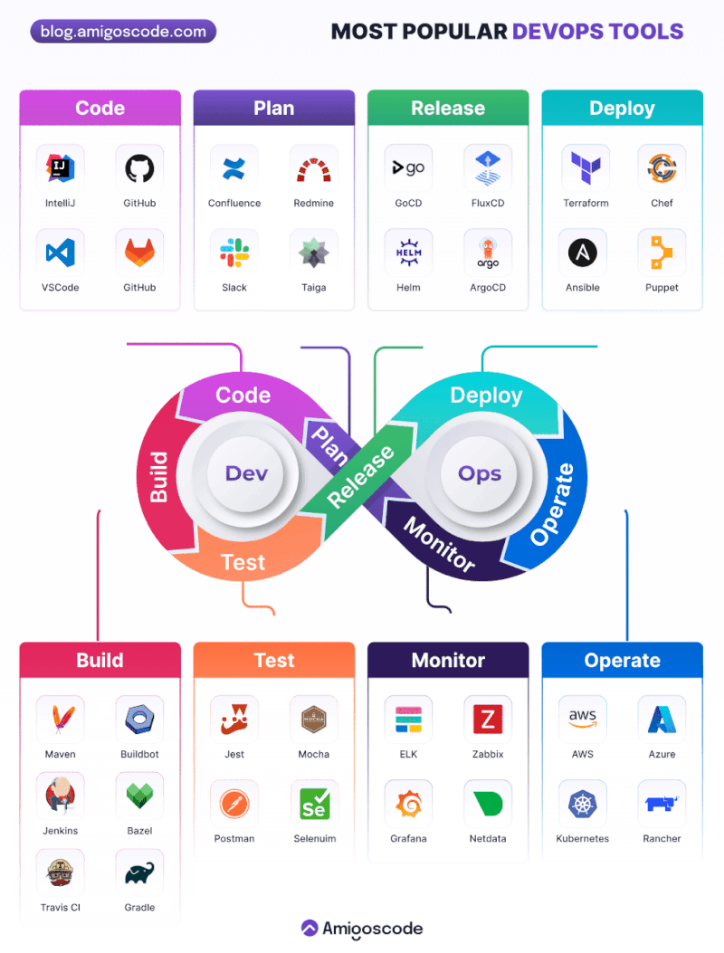 blog.amigoscode.com
MOST POPULAR DEVOPS TOOLS
Code
Plan
Release
Deploy
IJ
IntelliJ
GitHub
Confluence
Redmine
go
GoCD
FluxCD
Terraform
Chef
VSCode
GitHub
Slack
Taiga
HELM
Helm
argo
ArgoCD
Ansible
Puppet
Code
Plan
Release
Deploy
Build
Dev
Test
Ops
Operate
Monitor
Build
Test
Monitor
Operate
Maven
Buildbot
Jest
Mocha
ELK
Z
Zabbix
aws
AWS
Azure
Jenkins
Bazel
Postman
Se
Selenuim
Grafana
Netdata
Kubernetes
Rancher
Travis CI
Gradle
Amigoscode